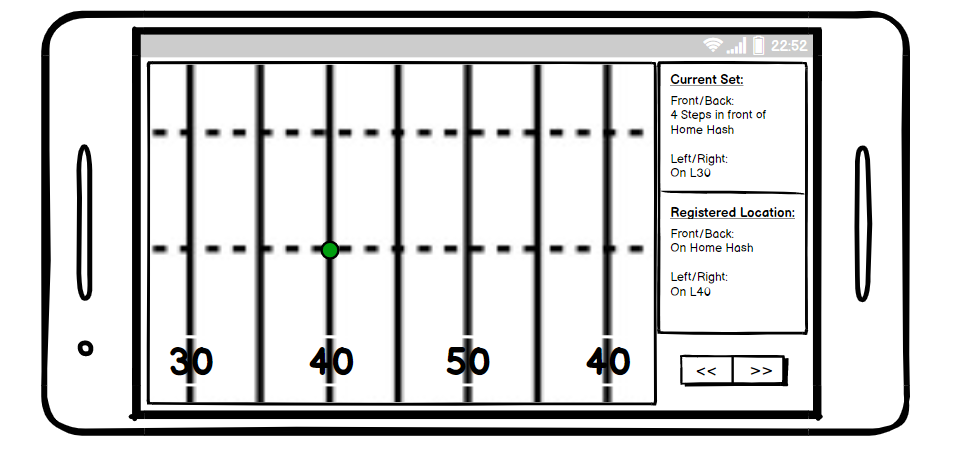 22:52
Current Set:
Front/Back:
4 Steps in front of
Home Hash
Left/Right:
On L30
Registered Location:
Front/Back:
On Home Hash
Left/Right:
On L40
30 40 50 40
<< >>